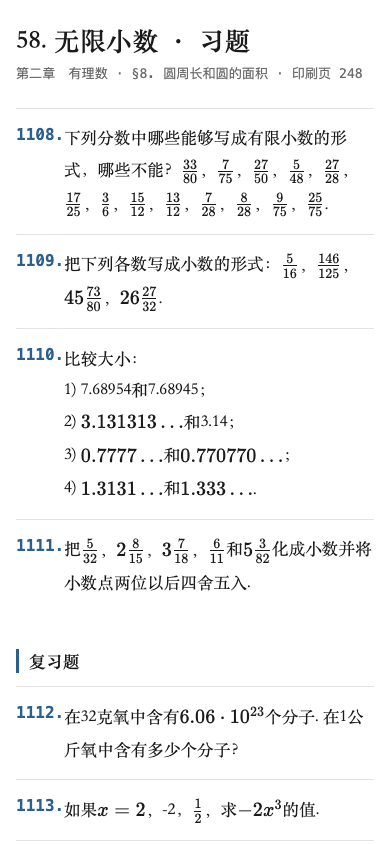 58. 无限小数 · 习题
第二章 有理数 · §8. 圆周长和圆的面积 · 印刷页 248
1108. 下列分数中哪些能够写成有限小数的形
式，哪些不能？ 33/80， 7/75， 27/50， 5/48， 27/28，
17/25， 3/6， 15/12， 13/12， 7/28， 8/28， 9/75， 25/75.
1109. 把下列各数写成小数的形式： 5/16， 146/125，
45 73/80， 26 27/32.
1110. 比较大小：
1) 7.68954和7.68945；
2) 3.131313...和3.14；
3) 0.7777...和0.770770...；
4) 1.3131...和1.333....
1111. 把5/32， 2 8/15， 3 7/18， 6/11和5 3/82化成小数并将
小数点两位以后四舍五入.
复习题
1112. 在32克氧中含有6.06 · 10²³个分子. 在1公
斤氧中含有多少个分子？
1113. 如果x = 2，-2， 1/2， 求−2x³的值.